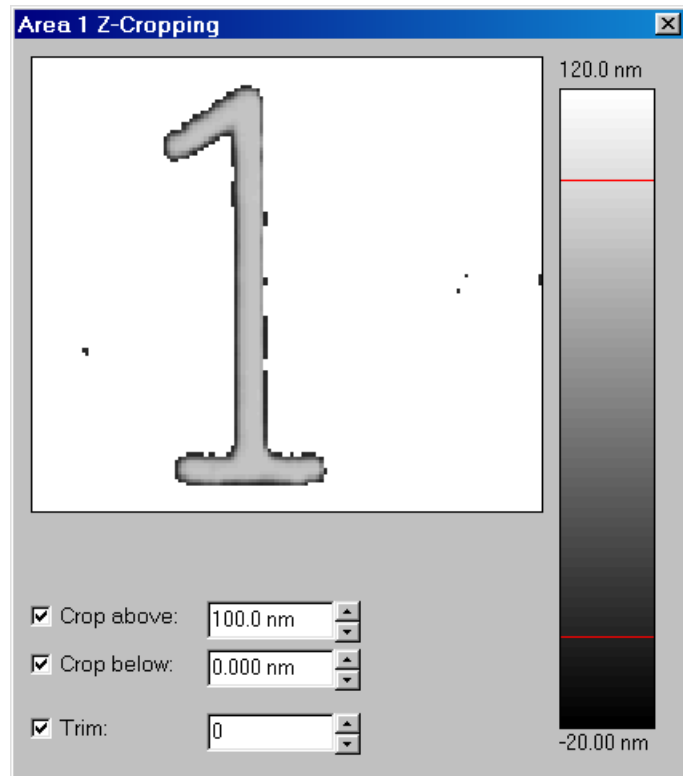 Area 1 Z-Cropping
120.0 nm
1
Crop above: 100.0 nm
Crop below: 0.000 nm
Trim: 0
-20.00 nm